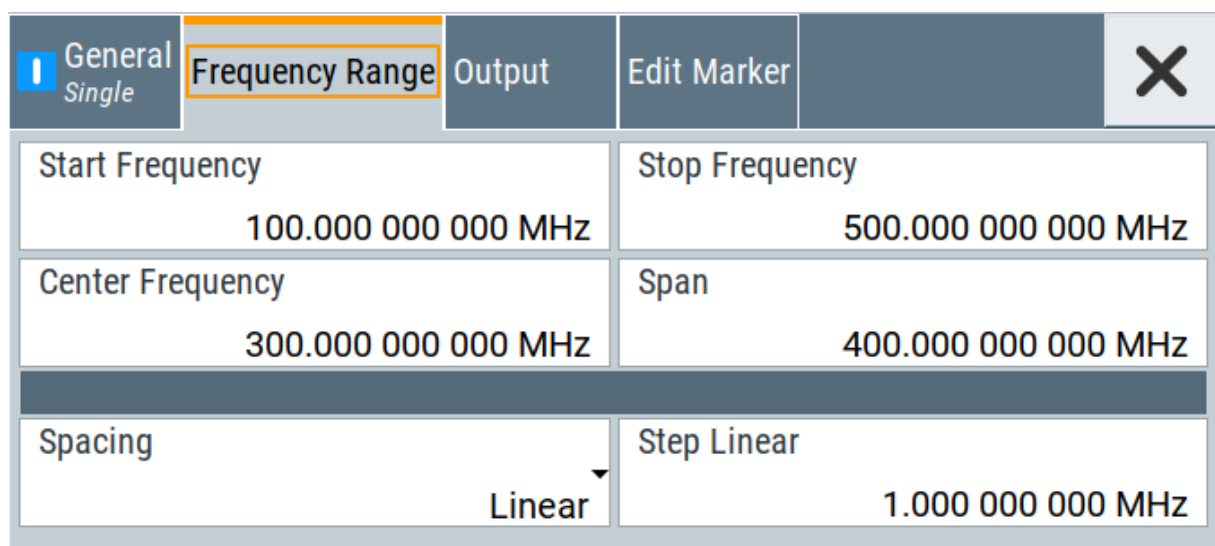 General
Single
Frequency Range
Output
Edit Marker
Start Frequency
100.000 000 000 MHz
Stop Frequency
500.000 000 000 MHz
Center Frequency
300.000 000 000 MHz
Span
400.000 000 000 MHz
Spacing
Linear
Step Linear
1.000 000 000 MHz